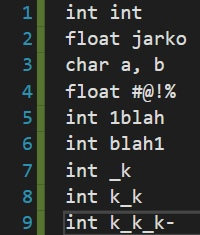 1 int int
2 float jarko
3 char a, b
4 float #@!%
5 int 1blah
6 int blah1
7 int _k
8 int k_k
9 int k_k_k-